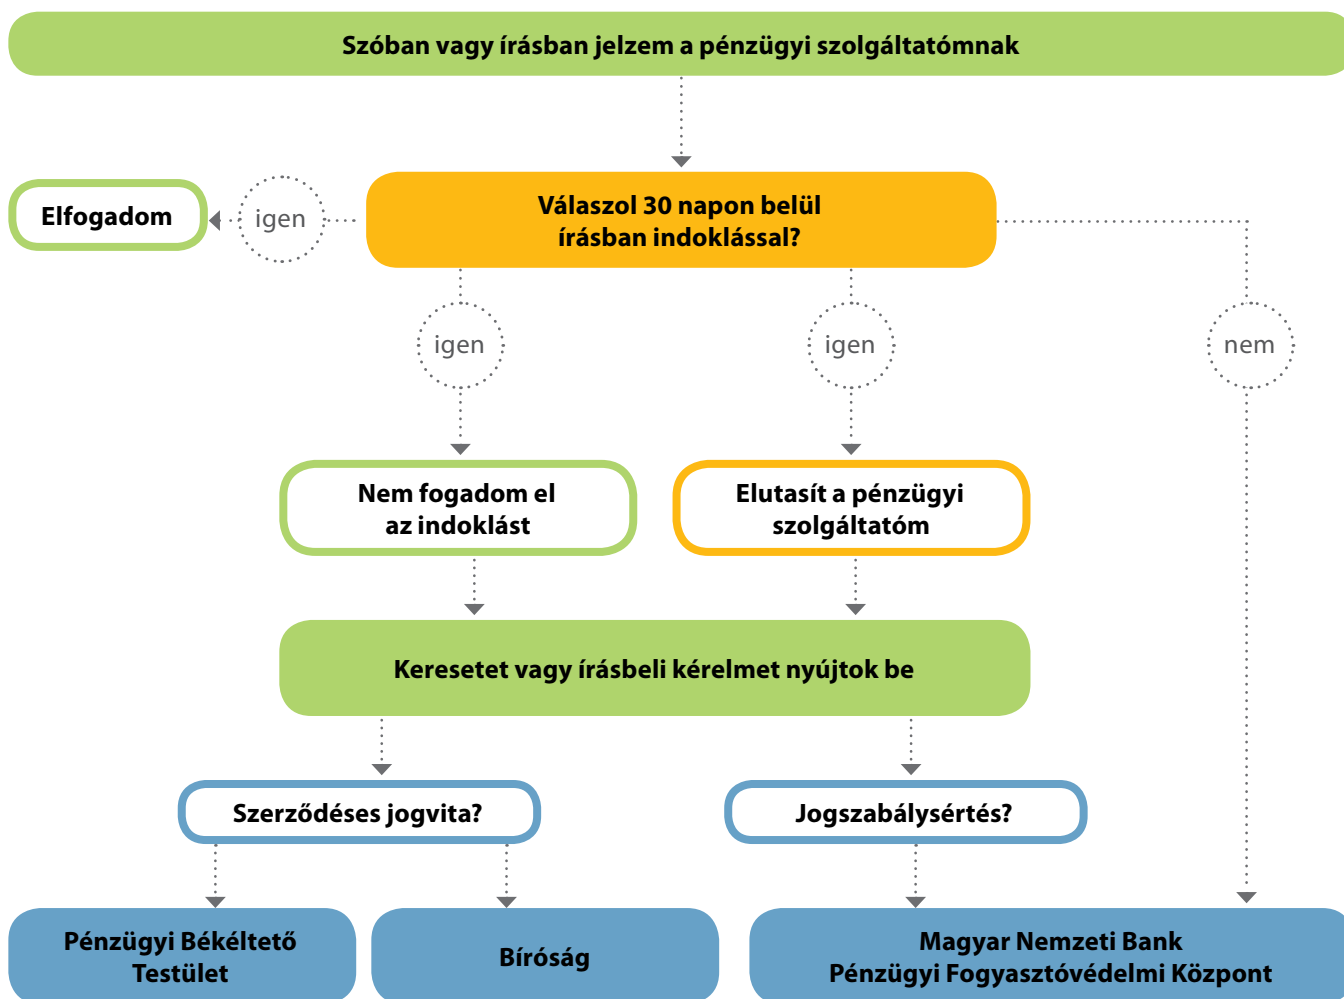 Szóban vagy írásban jelzem a pénzügyi szolgáltatómnak
Elfogadom
igen
Válaszol 30 napon belül
írásban indoklással?
igen
igen
nem
Nem fogadom el
az indoklást
Elutasít a pénzügyi
szolgáltatóm
Keresetet vagy írásbeli kérelmet nyújtok be
Szerződéses jogvita?
Jogszabálysértés?
Pénzügyi Békéltető
Testület
Bíróság
Magyar Nemzeti Bank
Pénzügyi Fogyasztóvédelmi Központ